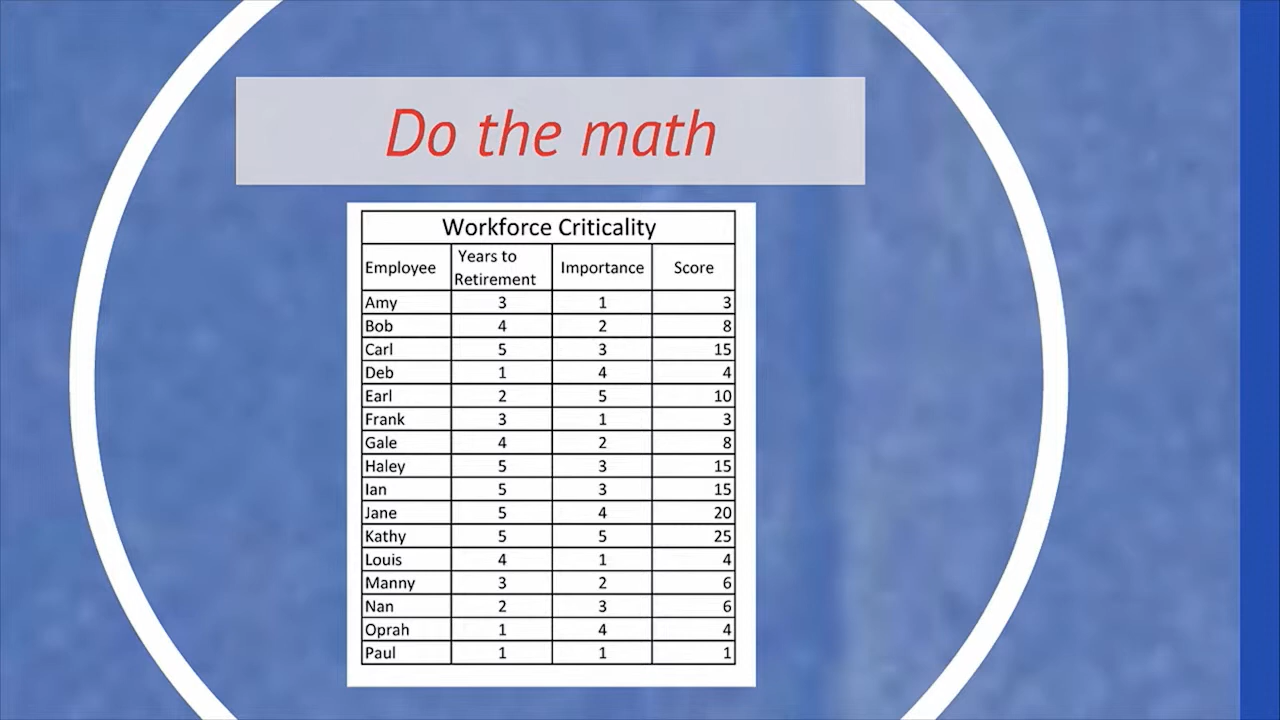 Do the math
Workforce Criticality
Employee Years to Retirement Importance Score
Amy 3 1 3
Bob 4 2 8
Carl 5 3 15
Deb 1 4 4
Earl 2 5 10
Frank 3 1 3
Gale 4 2 8
Haley 5 3 15
Ian 5 3 15
Jane 5 4 20
Kathy 5 5 25
Louis 4 1 4
Manny 3 2 6
Nan 2 3 6
Oprah 1 4 4
Paul 1 1 1